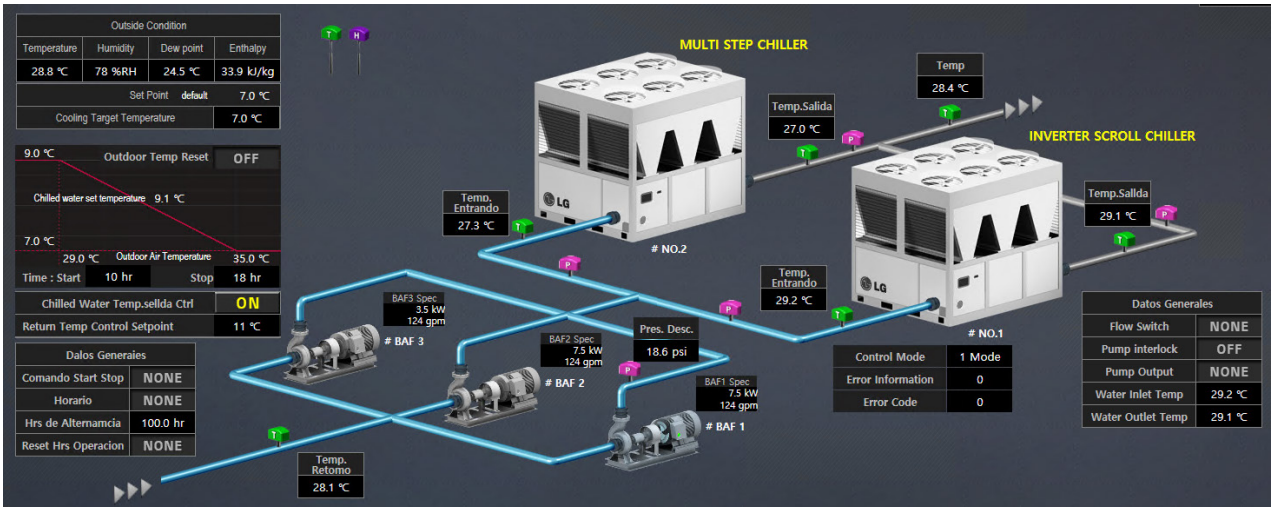 Outside Condition
Temperature Humidity Dew point Enthalpy
28.8 ℃ 78 %RH 24.5 ℃ 33.9 kJ/kg
Set Point default 7.0 ℃
Cooling Target Temperature 7.0 ℃
T H
9.0 ℃ Outdoor Temp Reset OFF
Chilled water set temperature 9.1 ℃
7.0 ℃
29.0 ℃ Outdoor Air Temperature 35.0 ℃
Time : Start 10 hr Stop 18 hr
Chilled Water Temp.sellda Ctrl ON
Return Temp Control Setpoint 11 ℃
Dalos Generaies
Comando Start Stop NONE
Horario NONE
Hrs de Alternamcia 100.0 hr
Reset Hrs Operacion NONE
MULTI STEP CHILLER
Temp
28.4 ℃
T
Temp.Salida
27.0 ℃
P
T
INVERTER SCROLL CHILLER
Temp.Sallda
29.1 ℃
P
T
Temp.
Entrando
27.3 ℃
T
LG
# NO.2
P
Temp.
Entrando
29.2 ℃
P
T
LG
# NO.1
BAF3 Spec
3.5 kW
124 gpm
# BAF 3
BAF2 Spec
7.5 kW
124 gpm
# BAF 2
Pres. Desc.
18.6 psi
P
BAF1 Spec
7.5 kW
124 gpm
# BAF 1
T
Temp.
Retomo
28.1 ℃
Control Mode 1 Mode
Error Information 0
Error Code 0
Datos Generales
Flow Switch NONE
Pump interlock OFF
Pump Output NONE
Water Inlet Temp 29.2 ℃
Water Outlet Temp 29.1 ℃